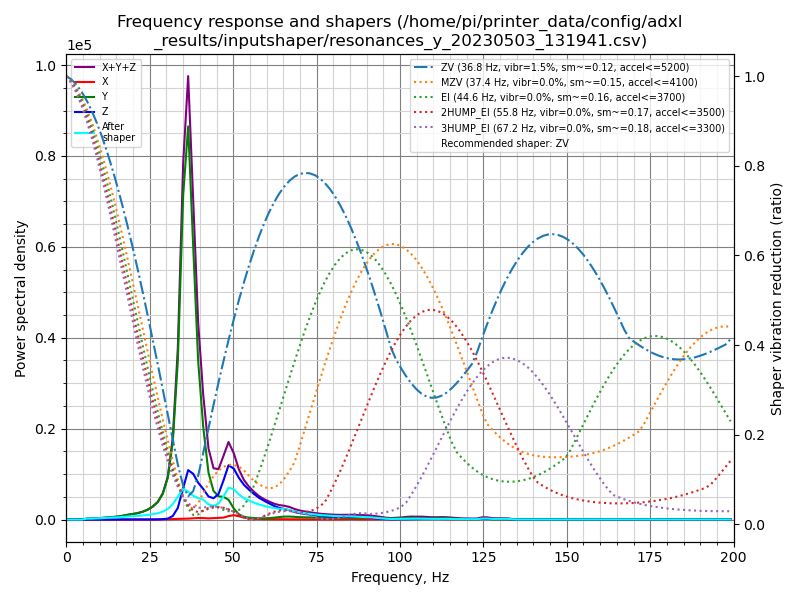 Frequency response and shapers (/home/pi/printer_data/config/adxl
_results/inputshaper/resonances_y_20230503_131941.csv)
1e5
X+Y+Z
X
Y
Z
After
shaper
ZV (36.8 Hz, vibr=1.5%, sm~=0.12, accel<=5200)
MZV (37.4 Hz, vibr=0.0%, sm~=0.15, accel<=4100)
EI (44.6 Hz, vibr=0.0%, sm~=0.16, accel<=3700)
2HUMP_EI (55.8 Hz, vibr=0.0%, sm~=0.17, accel<=3500)
3HUMP_EI (67.2 Hz, vibr=0.0%, sm~=0.18, accel<=3300)
Recommended shaper: ZV
Power spectral density
1.0
0.8
0.6
0.4
0.2
0.0
1.0
0.8
0.6
0.4
0.2
0.0
Shaper vibration reduction (ratio)
0 25 50 75 100 125 150 175 200
Frequency, Hz